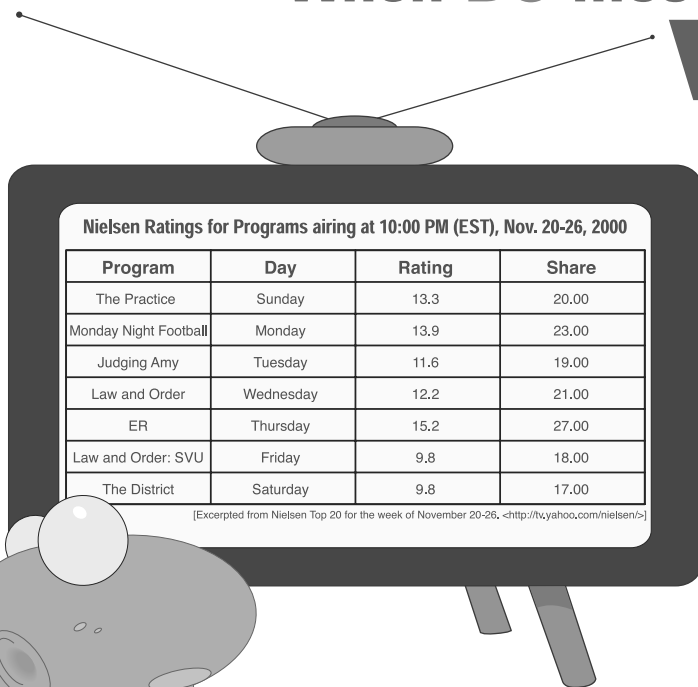 Nielsen Ratings for Programs airing at 10:00 PM (EST), Nov. 20-26, 2000
Program Day Rating Share
The Practice Sunday 13.3 20.00
Monday Night Football Monday 13.9 23.00
Judging Amy Tuesday 11.6 19.00
Law and Order Wednesday 12.2 21.00
ER Thursday 15.2 27.00
Law and Order: SVU Friday 9.8 18.00
The District Saturday 9.8 17.00
[Excerpted from Nielsen Top 20 for the week of November 20-26. <http://tv.yahoo.com/nielsen/>]